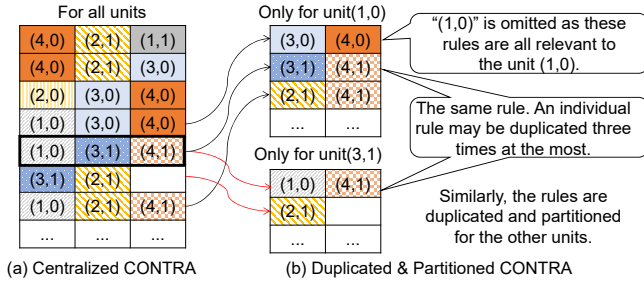 For all units
(4,0) (2,1) (1,1)
(4,0) (2,1) (3,0)
(2,0) (3,0) (4,0)
(1,0) (3,0) (4,0)
(1,0) (3,1) (4,1)
(3,1) (2,1)
(1,0) (2,1) (4,1)
... ... ...
(a) Centralized CONTRA
Only for unit(1,0)
(3,0) (4,0)
(3,1) (4,1)
(2,1) (4,1)
... ...
Only for unit(3,1)
(1,0) (4,1)
(2,1)
... ...
(b) Duplicated & Partitioned CONTRA
“(1,0)” is omitted as these
rules are all relevant to
the unit (1,0).
The same rule. An individual
rule may be duplicated three
times at the most.
Similarly, the rules are
duplicated and partitioned
for the other units.